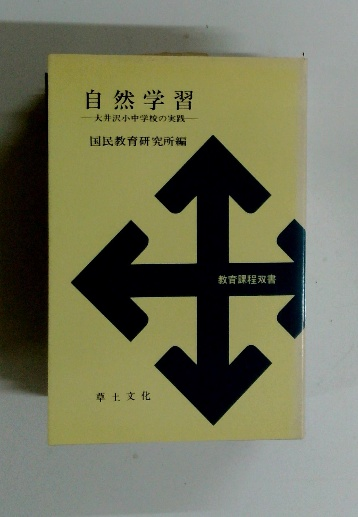 自然学習
―大井沢小中学校の実践―
国民教育研究所編
教育課程双書
草土文化